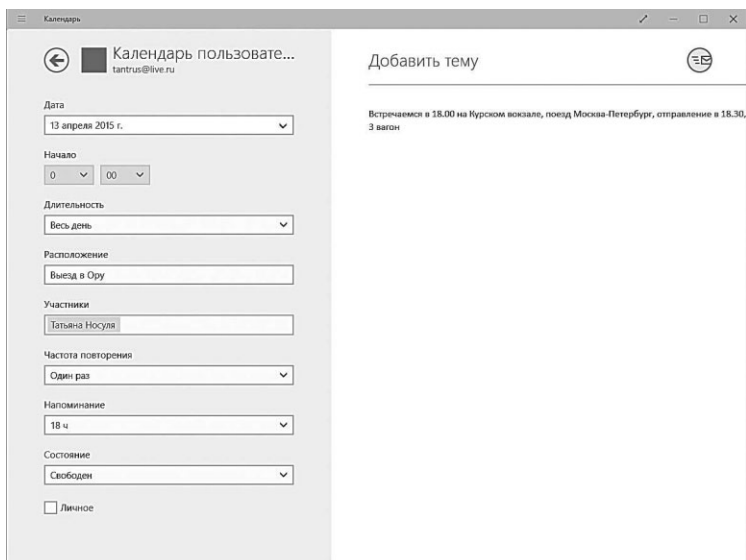 Календарь
Календарь пользовате...
tantrus@live.ru
Дата
13 апреля 2015 г.
Начало
0 00
Длительность
Весь день
Расположение
Выезд в Ору
Участники
Татьяна Носуля
Частота повторения
Один раз
Напоминание
18 ч
Состояние
Свободен
Личное
Добавить тему
Встречаемся в 18.00 на Курском вокзале, поезд Москва-Петербург, отправление в 18.30,
3 вагон